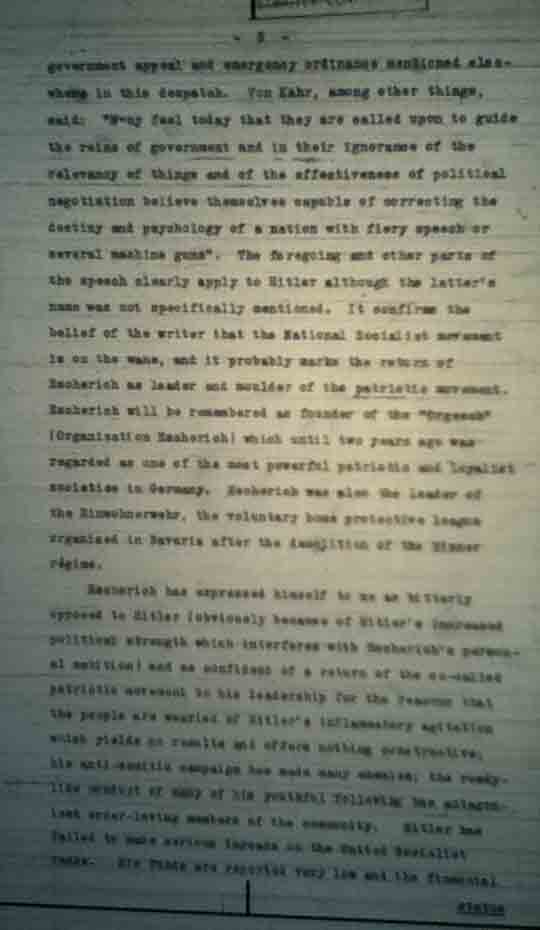 government appeal and emergency ordinance mentioned else-
where in this despatch. Von Kahr, among other things,
said: "Many feel today that they are called upon to guide
the reins of government and in their ignorance of the
relevancy of things and of the effectiveness of political
negotiation believe themselves capable of correcting the
destiny and psychology of a nation with fiery speech or
several machine guns". The foregoing and other parts of
the speech clearly apply to Hitler although the latter's
name was not specifically mentioned. It confirms the
belief of the writer that the National Socialist movement
is on the wane, and it probably marks the return of
Escherich as leader and moulder of the patriotic movement.
Escherich will be remembered as founder of the "Orgesch"
(Organisation Escherich) which until two years ago was
regarded as one of the most powerful patriotic and loyalist
societies in Germany. Escherich was also the leader of
the Einwohnerwehr, the voluntary home protective league
organized in Bavaria after the demolition of the Eisner
régime.
Escherich has expressed himself to me as bitterly
opposed to Hitler (obviously because of Hitler's increased
political strength which interferes with Escherich's person-
al ambition) and as confident of a return of the so-called
patriotic movement to his leadership for the reasons that
the people are wearied of Hitler's inflammatory agitation
which yields no results and offers nothing constructive;
his anti-semitic campaign has made many enemies; the rowdy-
like conduct of many of his youthful following has antagon-
ized order-loving members of the community. Hitler has
failed to make serious inroads on the United Socialist
ranks. His funds are reported very low and the financial
status